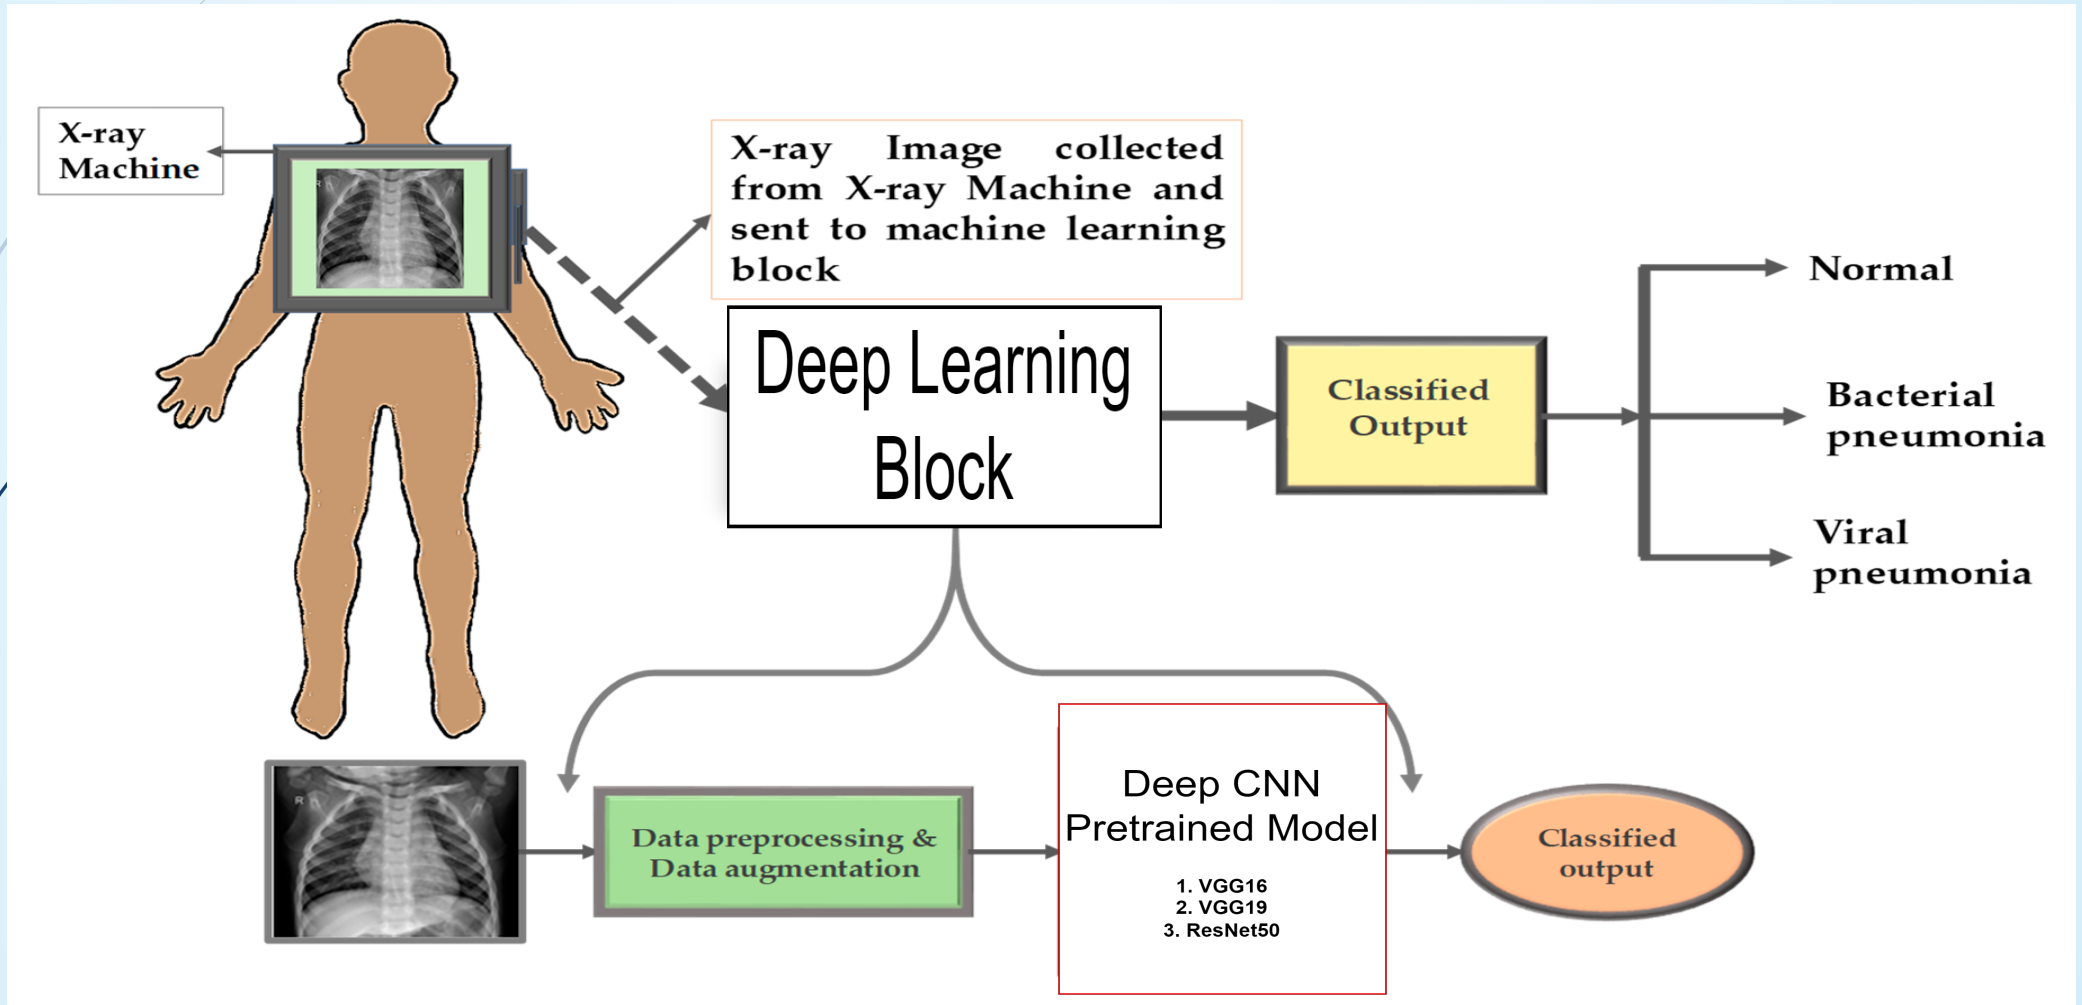 X-ray
Machine
X-ray Image collected
from X-ray Machine and
sent to machine learning
block
Deep Learning
Block
Classified
Output
Normal
Bacterial
pneumonia
Viral
pneumonia
R
R
Data preprocessing &
Data augmentation
Deep CNN
Pretrained Model
1. VGG16
2. VGG19
3. ResNet50
Classified
output